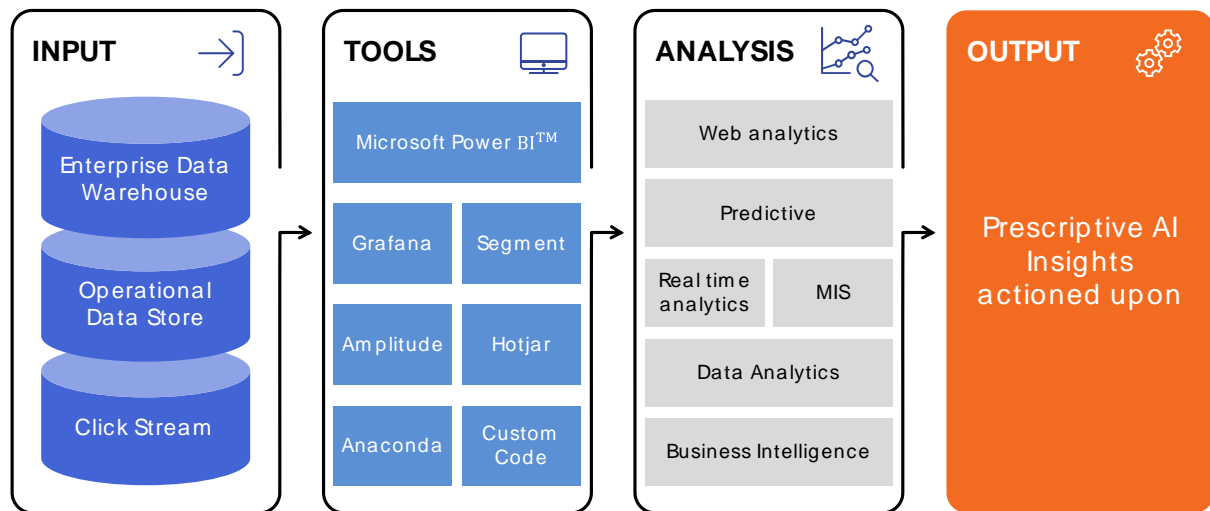 INPUT
Enterprise Data
Warehouse
Operational
Data Store
Click Stream
TOOLS
Microsoft Power BI™
Grafana
Segment
Amplitude
Hotjar
Anaconda
Custom
Code
ANALYSIS
Web analytics
Predictive
Real time
analytics
MIS
Data Analytics
Business Intelligence
OUTPUT
Prescriptive AI
Insights
actioned upon